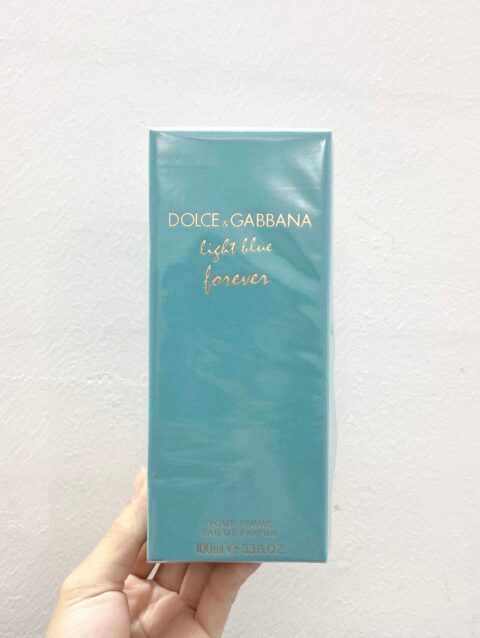 DOLCE & GABBANA
light blue
forever
POUR FEMME
EAU DE PARFUM
100ml ℮ 3.3 FL.OZ.